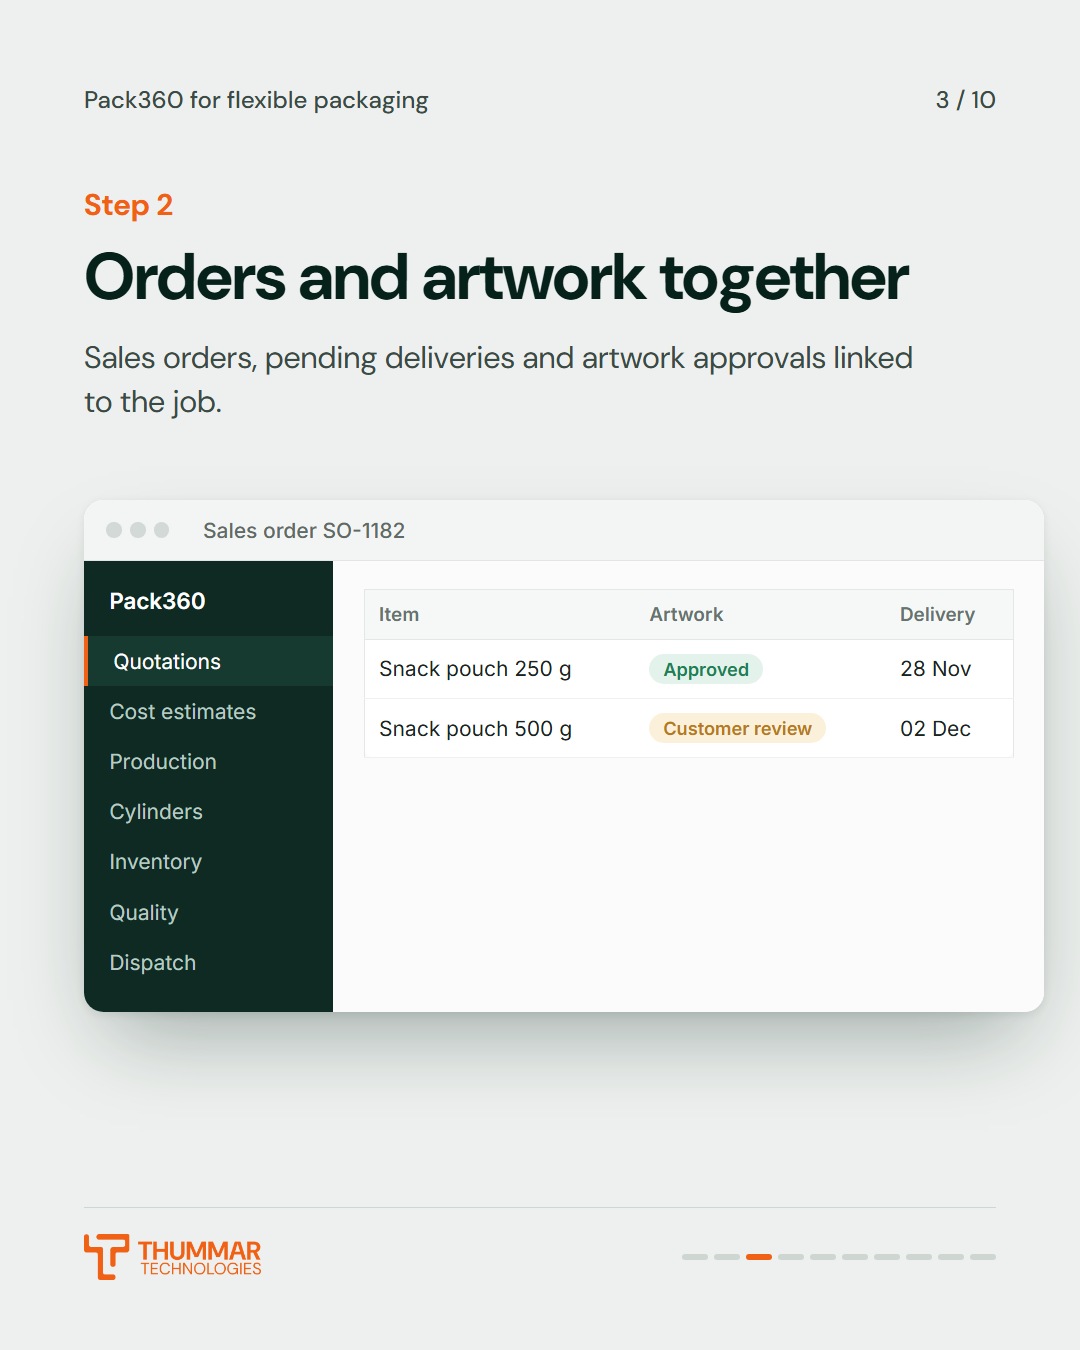 Pack360 for flexible packaging
3 / 10
Step 2
Orders and artwork together
Sales orders, pending deliveries and artwork approvals linked
to the job.
Sales order SO-1182
Pack360
Quotations
Cost estimates
Production
Cylinders
Inventory
Quality
Dispatch
Item Artwork Delivery
Snack pouch 250 g Approved 28 Nov
Snack pouch 500 g Customer review 02 Dec
THUMMAR
TECHNOLOGIES